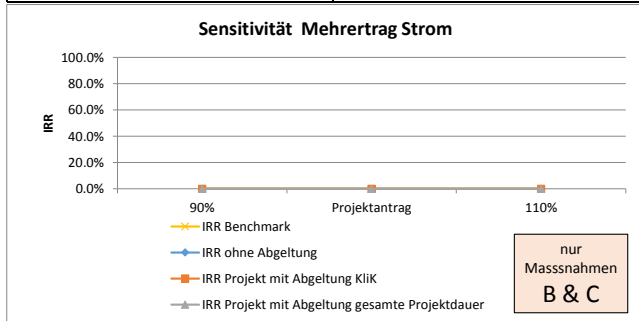 Sensitivität Mehrertrag Strom
100.0%
80.0%
60.0%
40.0%
20.0%
0.0%
IRR
90%
Projektantrag
110%
IRR Benchmark
IRR ohne Abgeltung
IRR Projekt mit Abgeltung KliK
IRR Projekt mit Abgeltung gesamte Projektdauer
nur
Masssnahmen
B & C